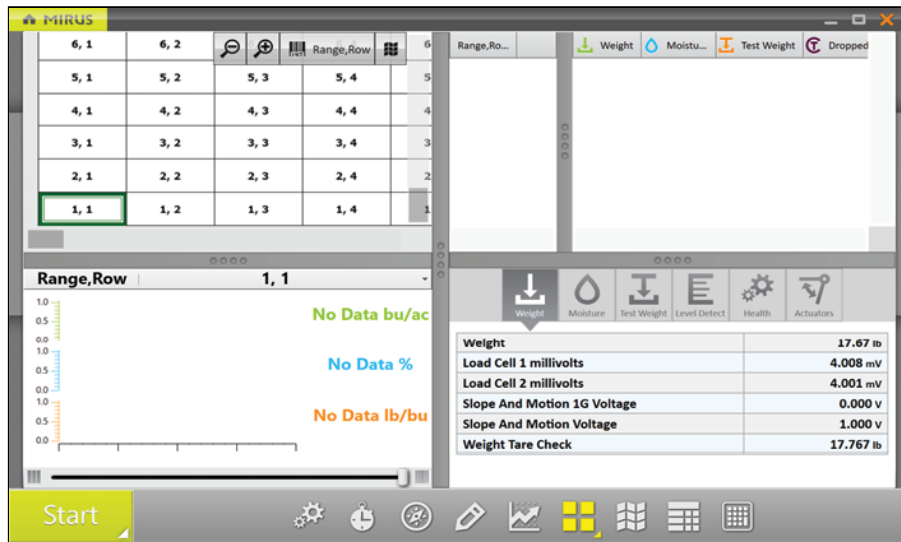 MIRUS
6, 1 6, 2 Range,Row 6
5, 1 5, 2 5, 3 5, 4 5
4, 1 4, 2 4, 3 4, 4 4
3, 1 3, 2 3, 3 3, 4 3
2, 1 2, 2 2, 3 2, 4 2
1, 1 1, 2 1, 3 1, 4 1
Range,Ro... Weight Moistu... Test Weight Dropped
Range,Row 1, 1
1.0
0.5 No Data bu/ac
0.0
1.0
0.5 No Data %
0.0
1.0
0.5 No Data lb/bu
0.0
Weight Moisture Test Weight Level Detect Health Actuators
Weight 17.67 lb
Load Cell 1 millivolts 4.008 mV
Load Cell 2 millivolts 4.001 mV
Slope And Motion 1G Voltage 0.000 V
Slope And Motion Voltage 1.000 V
Weight Tare Check 17.767 lb
Start